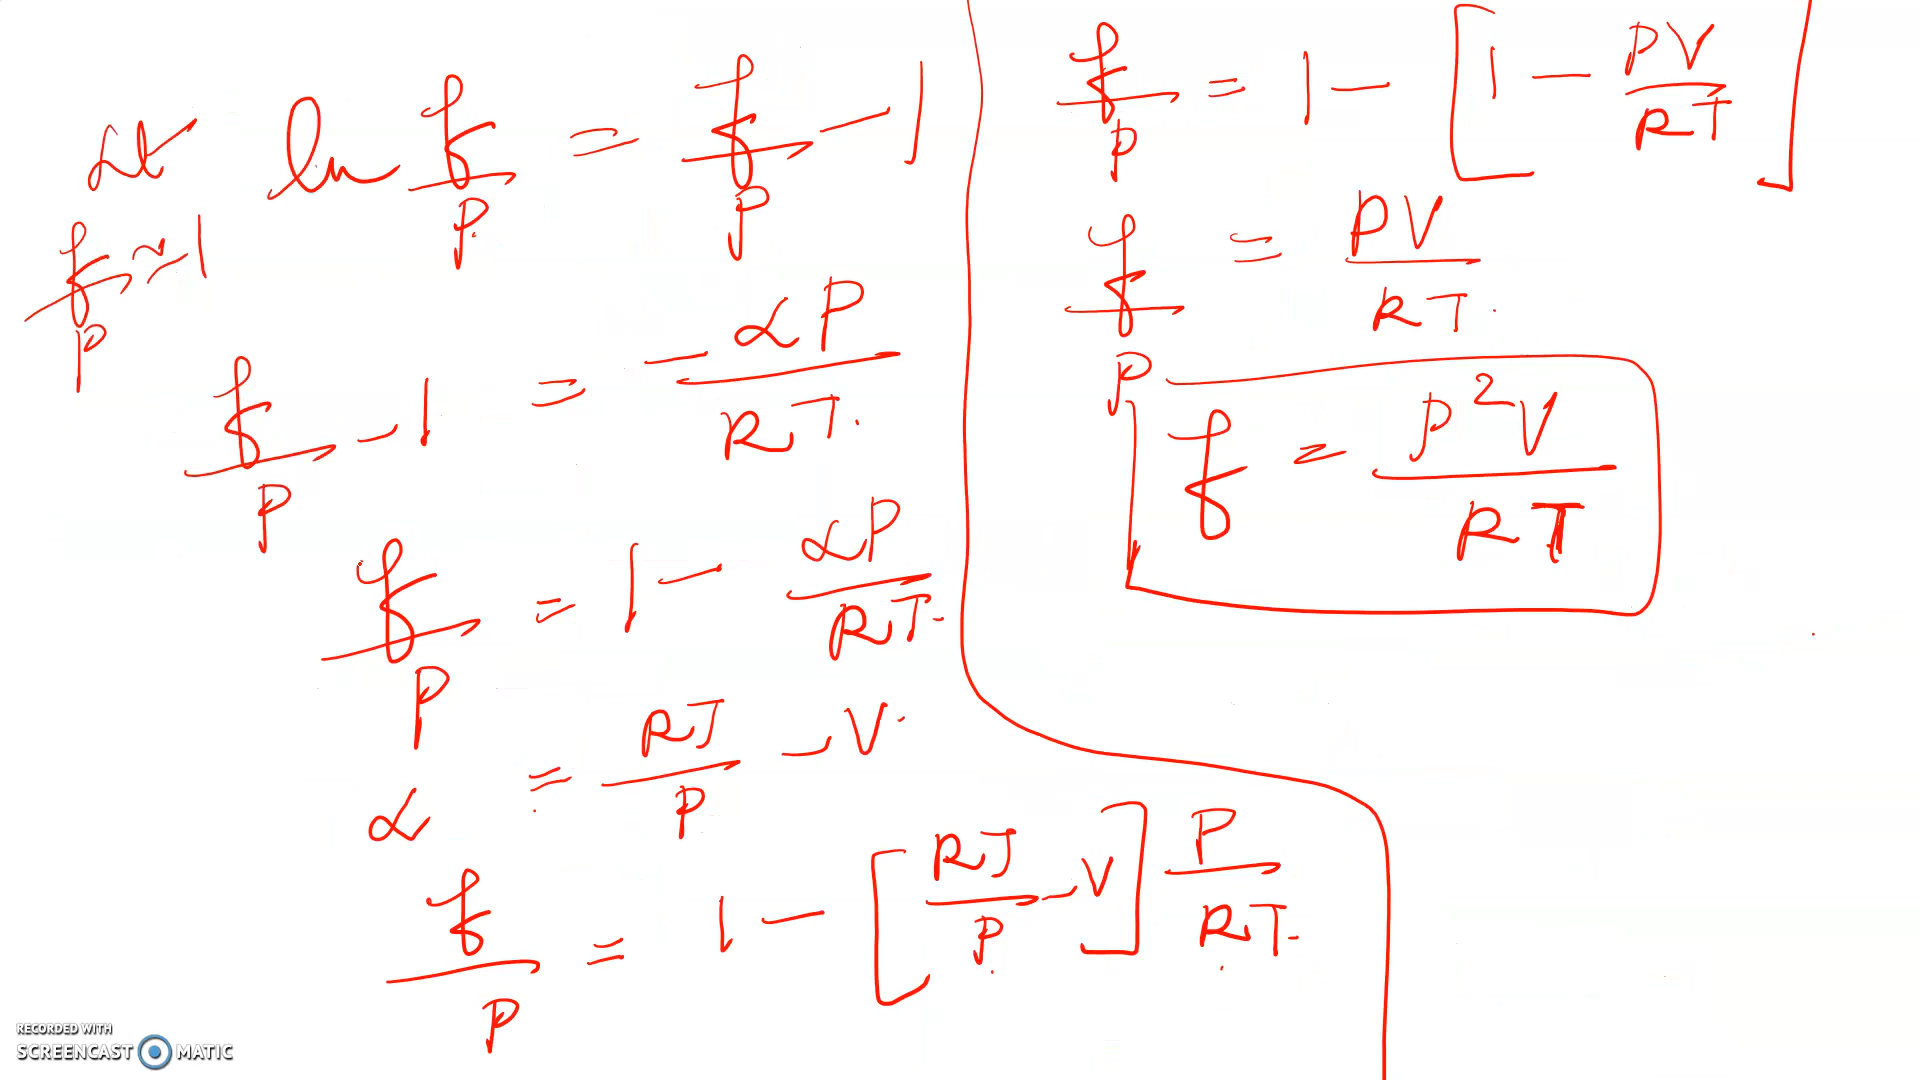 at ln f/P = f/P - 1
f/P ≈ 1
f/P - 1 = - αP/RT.
f/P = 1 - αP/RT.
α = RT/P - V.
f/P = 1 - [RT/P - V] P/RT.
f/P = 1 - [1 - PV/RT]
f/P = PV/RT.
f = P²V/RT
RECORDED WITH
SCREENCAST MATIC